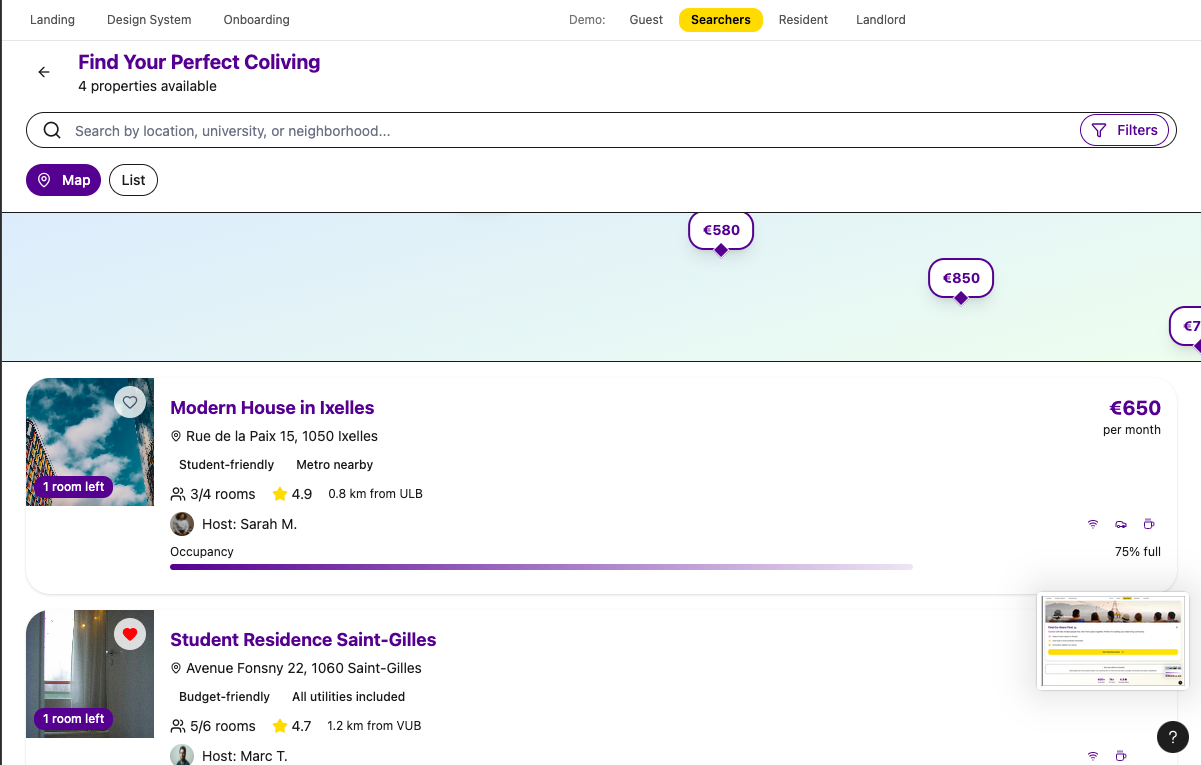 Landing Design System Onboarding Demo: Guest Searchers Resident Landlord
Find Your Perfect Coliving
4 properties available
Search by location, university, or neighborhood...
Filters
Map
List
€580
€850
€7
Modern House in Ixelles
€650
Rue de la Paix 15, 1050 Ixelles
per month
Student-friendly Metro nearby
1 room left
3/4 rooms 4.9 0.8 km from ULB
Host: Sarah M.
Occupancy
75% full
Student Residence Saint-Gilles
Avenue Fonsny 22, 1060 Saint-Gilles
Budget-friendly All utilities included
1 room left
5/6 rooms 4.7 1.2 km from VUB
Host: Marc T.
?